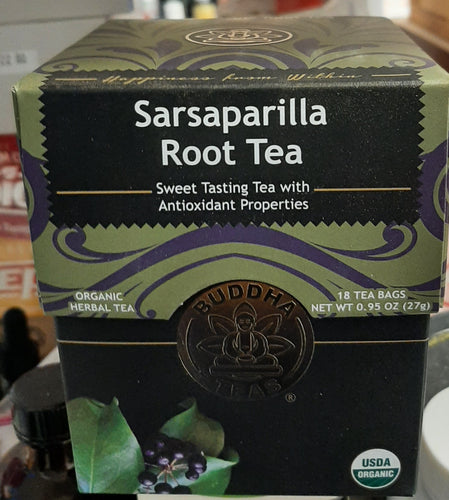 Happiness from Within
Sarsaparilla
Root Tea
Sweet Tasting Tea with
Antioxidant Properties
ORGANIC
HERBAL TEA
18 TEA BAGS
NET WT 0.95 OZ (27g)
BUDDHA
TEAS
®
USDA
ORGANIC